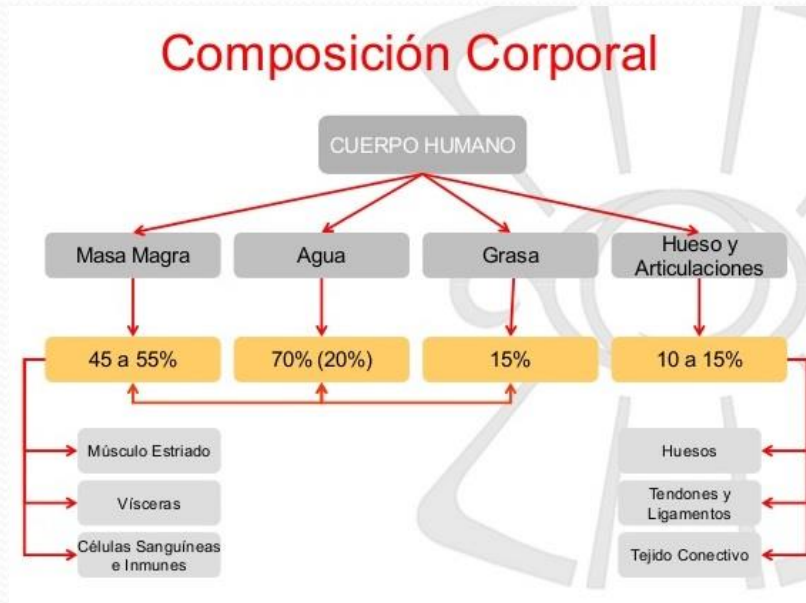 Composición Corporal
CUERPO HUMANO
Masa Magra
Agua
Grasa
Hueso y
Articulaciones
45 a 55%
70% (20%)
15%
10 a 15%
Músculo Estriado
Vísceras
Células Sanguíneas
e Inmunes
Huesos
Tendones y
Ligamentos
Tejido Conectivo